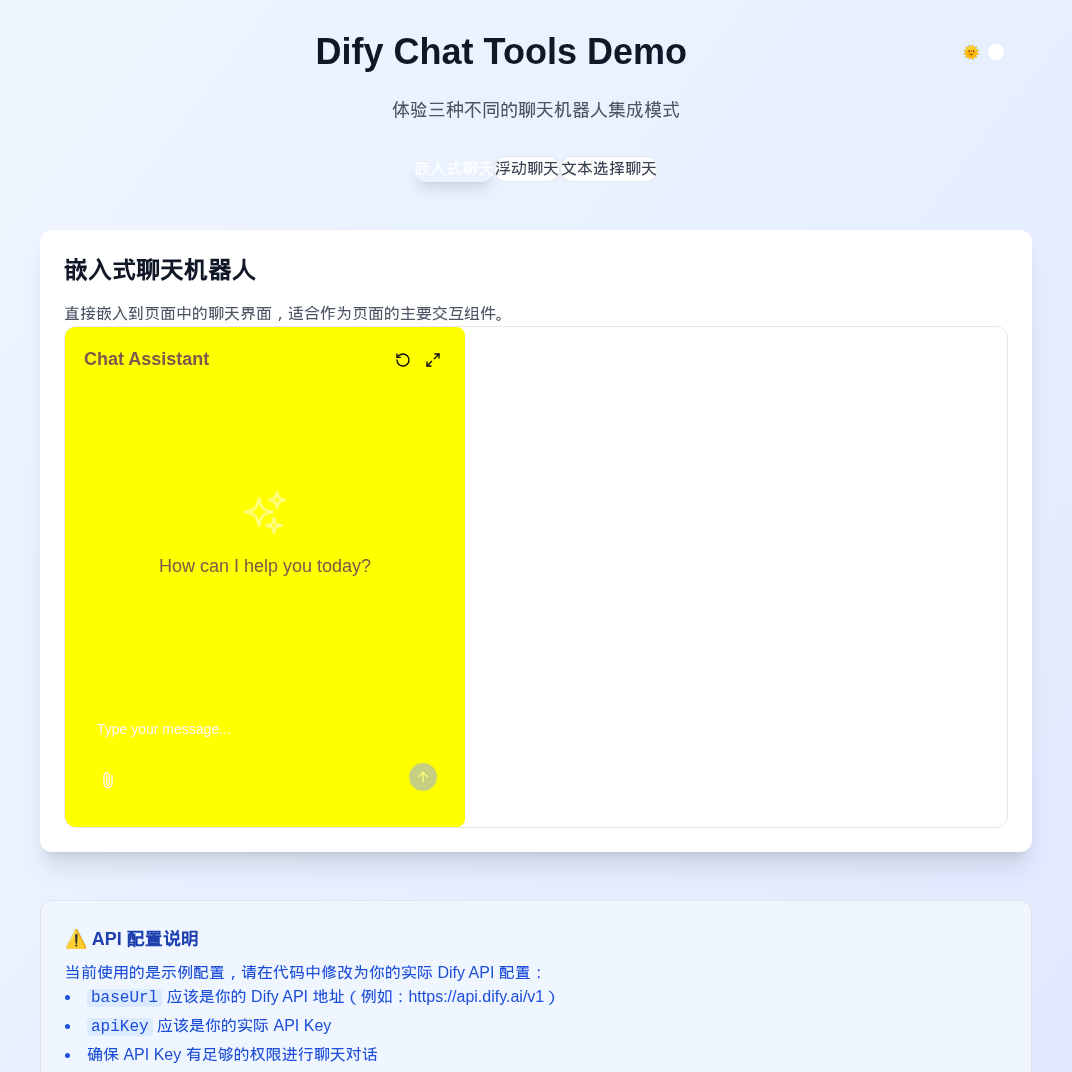 Dify Chat Tools Demo
体验三种不同的聊天机器人集成模式
嵌入式聊天 浮动聊天 文本选择聊天
嵌入式聊天机器人
直接嵌入到页面中的聊天界面，适合作为页面的主要交互组件。
Chat Assistant
How can I help you today?
Type your message...
API 配置说明
当前使用的是示例配置，请在代码中修改为你的实际 Dify API 配置：
baseUrl 应该是你的 Dify API 地址（例如：https://api.dify.ai/v1）
apiKey 应该是你的实际 API Key
确保 API Key 有足够的权限进行聊天对话